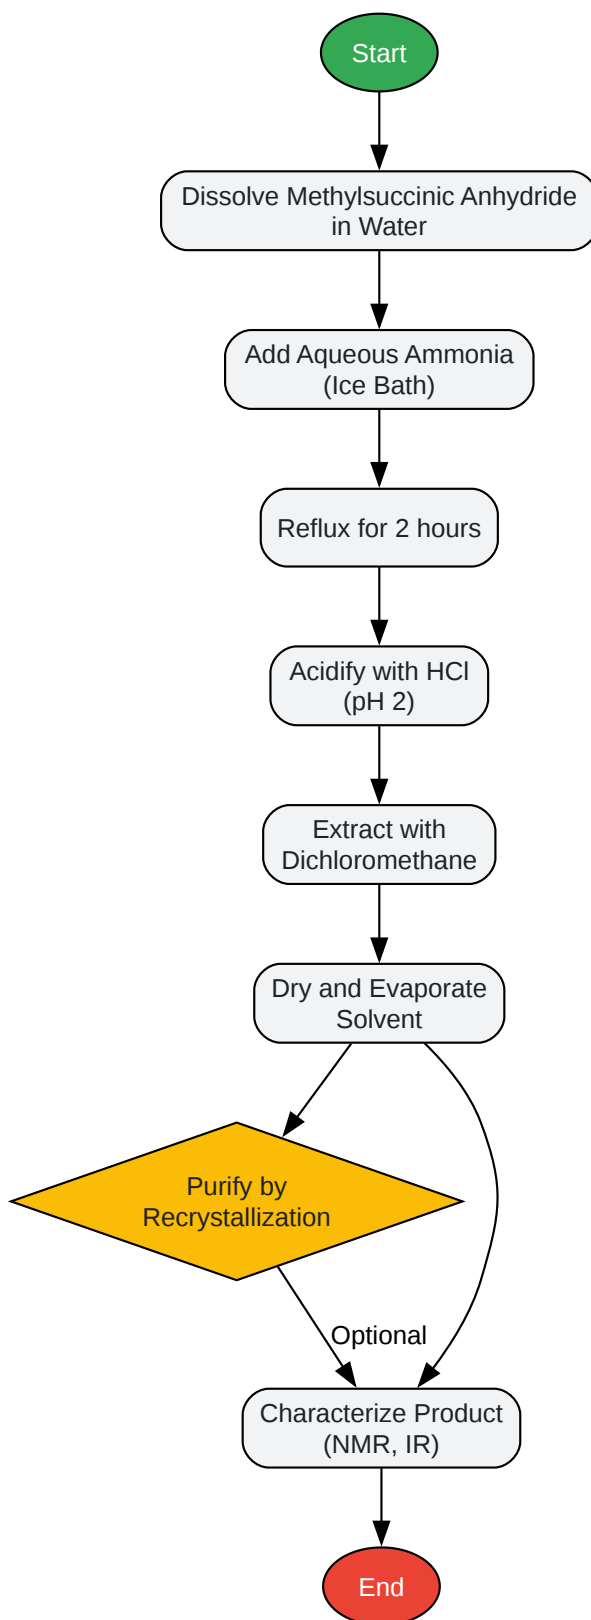 Start
Dissolve Methylsuccinic Anhydride
in Water
Add Aqueous Ammonia
(Ice Bath)
Reflux for 2 hours
Acidify with HCl
(pH 2)
Extract with
Dichloromethane
Dry and Evaporate
Solvent
Purify by
Recrystallization
Optional
Characterize Product
(NMR, IR)
End